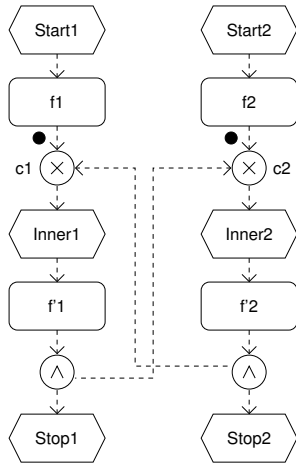 Start1 Start2
f1 f2
c1 × × c2
Inner1 Inner2
f'1 f'2
∧ ∧
Stop1 Stop2